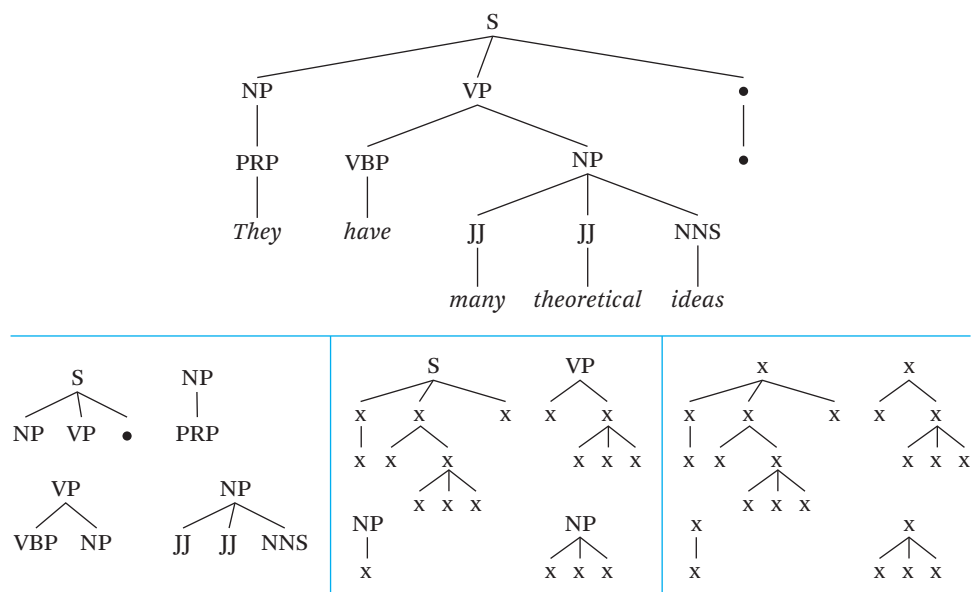 S
NP VP •
PRP VBP NP •
They have JJ JJ NNS
many theoretical ideas
S NP
NP VP • PRP
VP NP
VBP NP JJ JJ NNS
S VP
x x x x x
x x x x x x
x x x
NP NP
x x x x
x x
x x x x x
x x x x x x
x x x
x x
x x x x